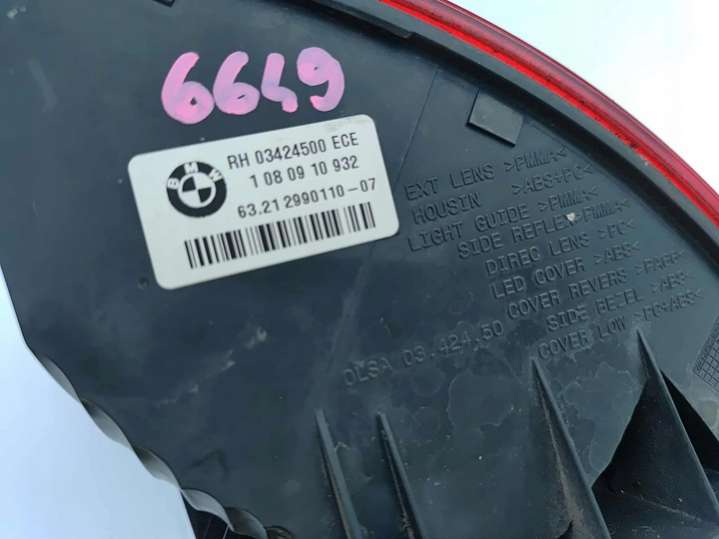 6649
BMW
RH 03424500 ECE
1 08 09 10 932
63.21 2990110-07
EXT LENS >PMMA<
HOUSIN >ABS+PC<
LIGHT GUIDE >PMMA<
SIDE REFLEX >PMMA<
DIREC LENS >PC<
LED COVER >ABS<
COVER REVERS
SIDE BEZEL >ABS<
COVER LOW >PC+ABS<
OLSA 03.424.50